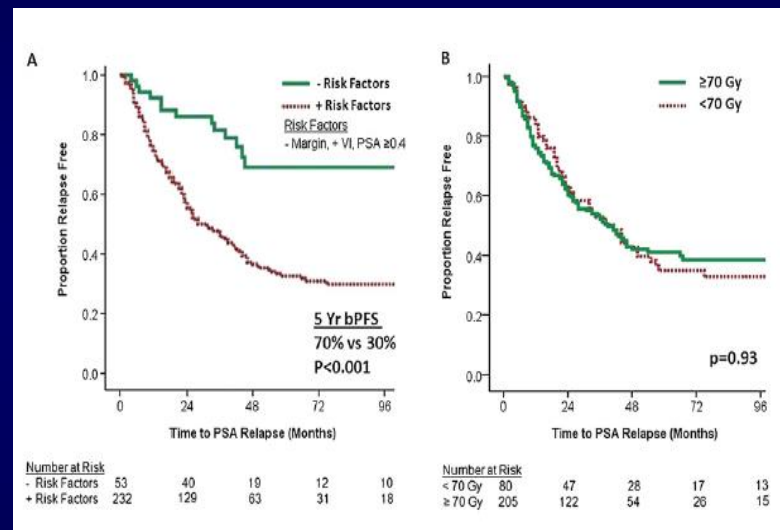 A
- Risk Factors
+ Risk Factors
Risk Factors
- Margin, + VI, PSA ≥0.4
Proportion Relapse Free
1.0
0.8
0.6
0.4
0.2
0.0
5 Yr bPFS
70% vs 30%
P<0.001
0 24 48 72 96
Time to PSA Relapse (Months)
Number at Risk
- Risk Factors 53 40 19 12 10
+ Risk Factors 232 129 63 31 18
B
≥70 Gy
<70 Gy
Proportion Relapse Free
1.0
0.8
0.6
0.4
0.2
0.0
p=0.93
0 24 48 72 96
Time to PSA Relapse (Months)
Number at Risk
< 70 Gy 80 47 28 17 13
≥ 70 Gy 205 122 54 26 15